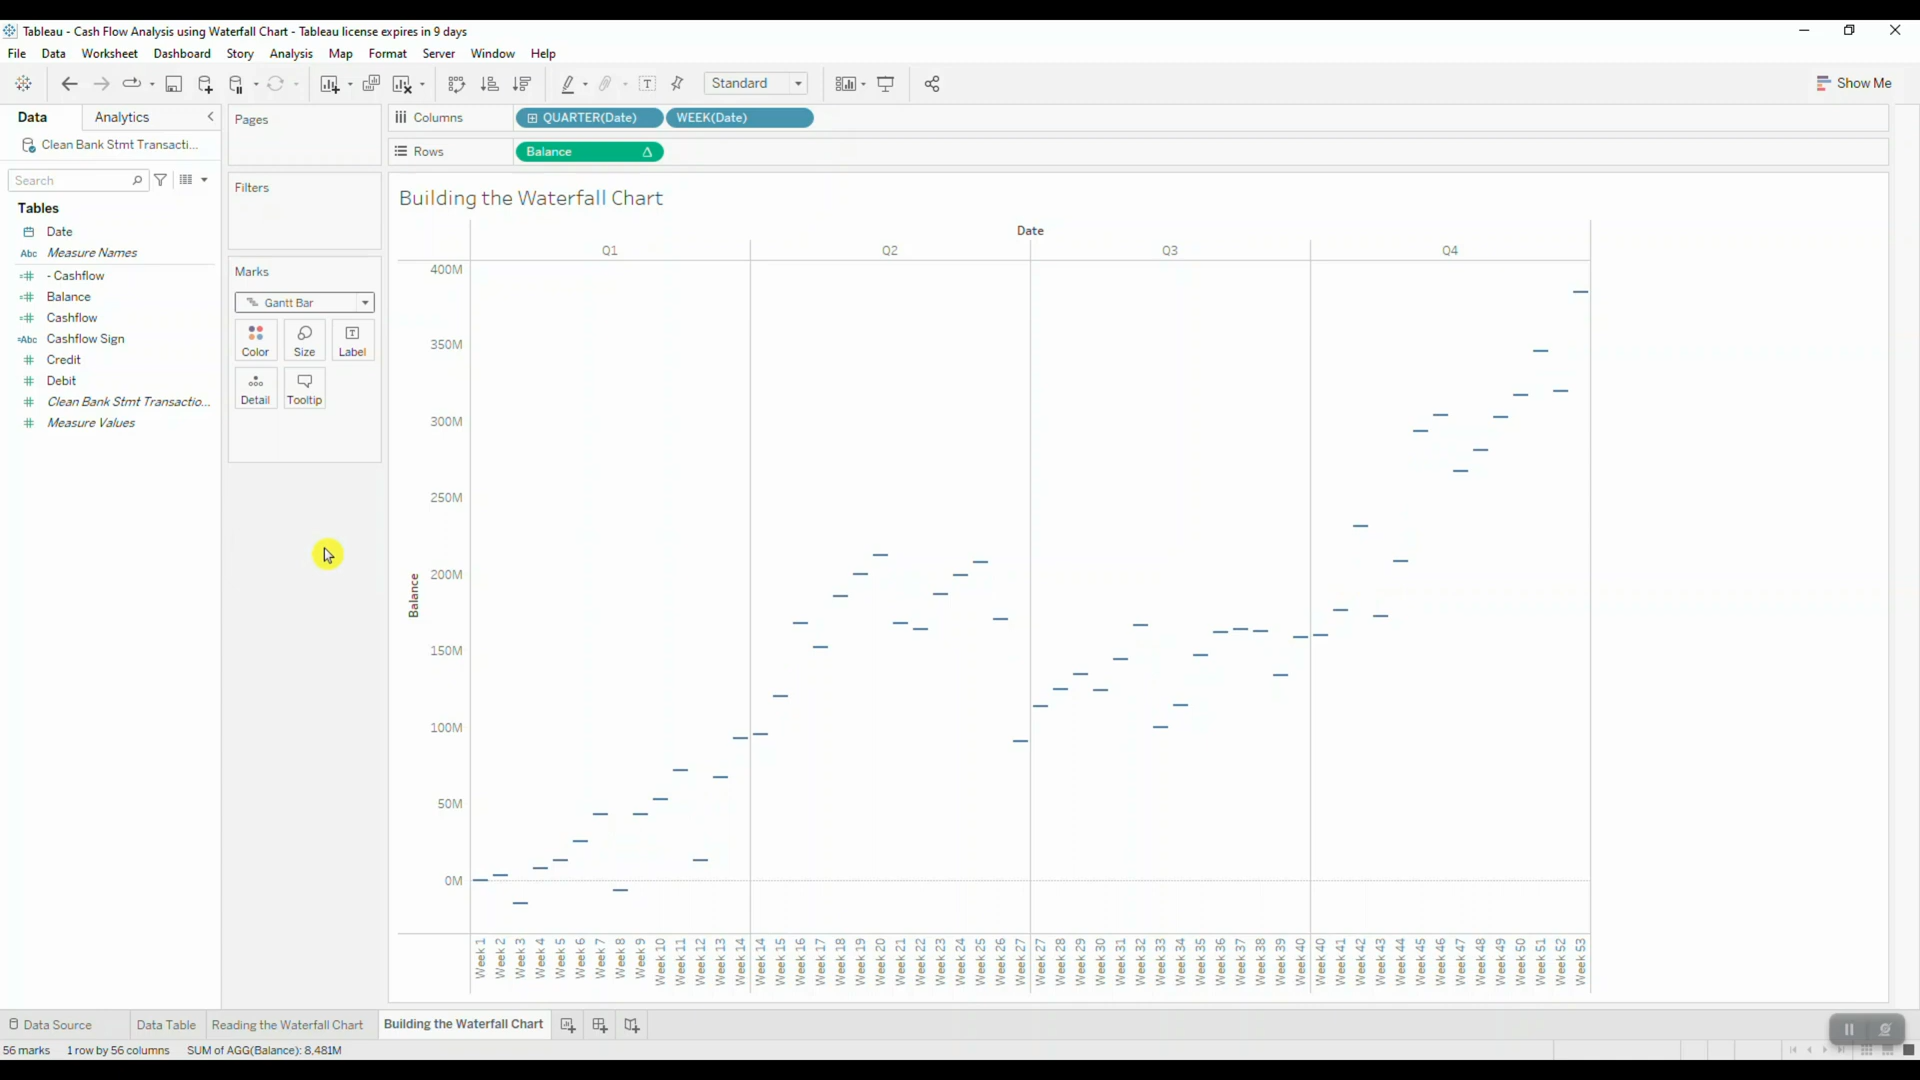 Tableau - Cash Flow Analysis using Waterfall Chart - Tableau license expires in 9 days
File Data Worksheet Dashboard Story Analysis Map Format Server Window Help
Standard
Show Me
Data Analytics
Clean Bank Stmt Transacti...
Search
Tables
Date
Abc Measure Names
- Cashflow
Balance
Cashflow
Abc Cashflow Sign
Credit
Debit
Clean Bank Stmt Transactio...
Measure Values
Pages
Filters
Marks
Gantt Bar
Color Size Label
Detail Tooltip
Columns QUARTER(Date) WEEK(Date)
Rows Balance
Building the Waterfall Chart
Date
Q1 Q2 Q3 Q4
400M
350M
300M
250M
200M
150M
100M
50M
0M
Balance
Week 1 Week 2 Week 3 Week 4 Week 5 Week 6 Week 7 Week 8 Week 9 Week 10 Week 11 Week 12 Week 13 Week 14 Week 14 Week 15 Week 16 Week 17 Week 18 Week 19 Week 20 Week 21 Week 22 Week 23 Week 24 Week 25 Week 26 Week 27 Week 27 Week 28 Week 29 Week 30 Week 31 Week 32 Week 33 Week 34 Week 35 Week 36 Week 37 Week 38 Week 39 Week 40 Week 40 Week 41 Week 42 Week 43 Week 44 Week 45 Week 46 Week 47 Week 48 Week 49 Week 50 Week 51 Week 52 Week 53
Data Source Data Table Reading the Waterfall Chart Building the Waterfall Chart
56 marks 1 row by 56 columns SUM of AGG(Balance): 8,481M